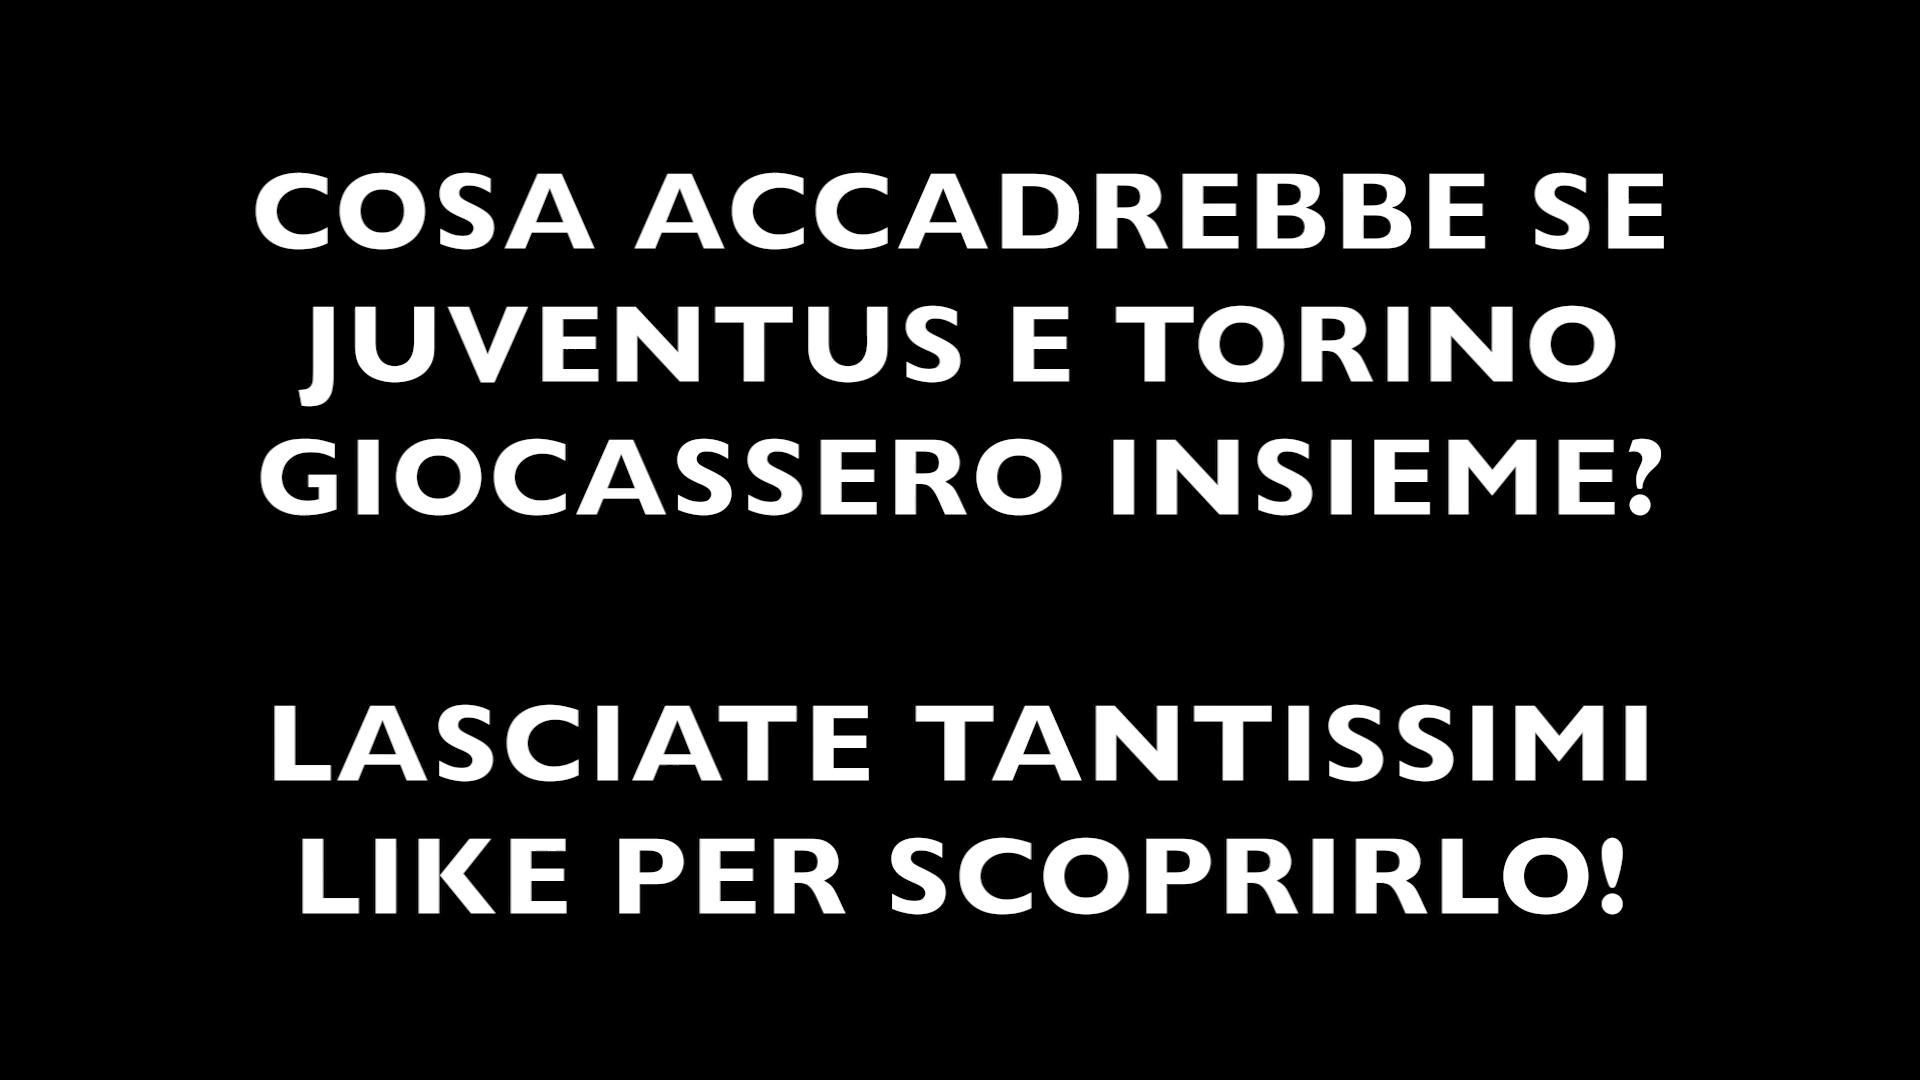 COSA ACCADREBBE SE
JUVENTUS E TORINO
GIOCASSERO INSIEME?
LASCIATE TANTISSIMI
LIKE PER SCOPRIRLO!